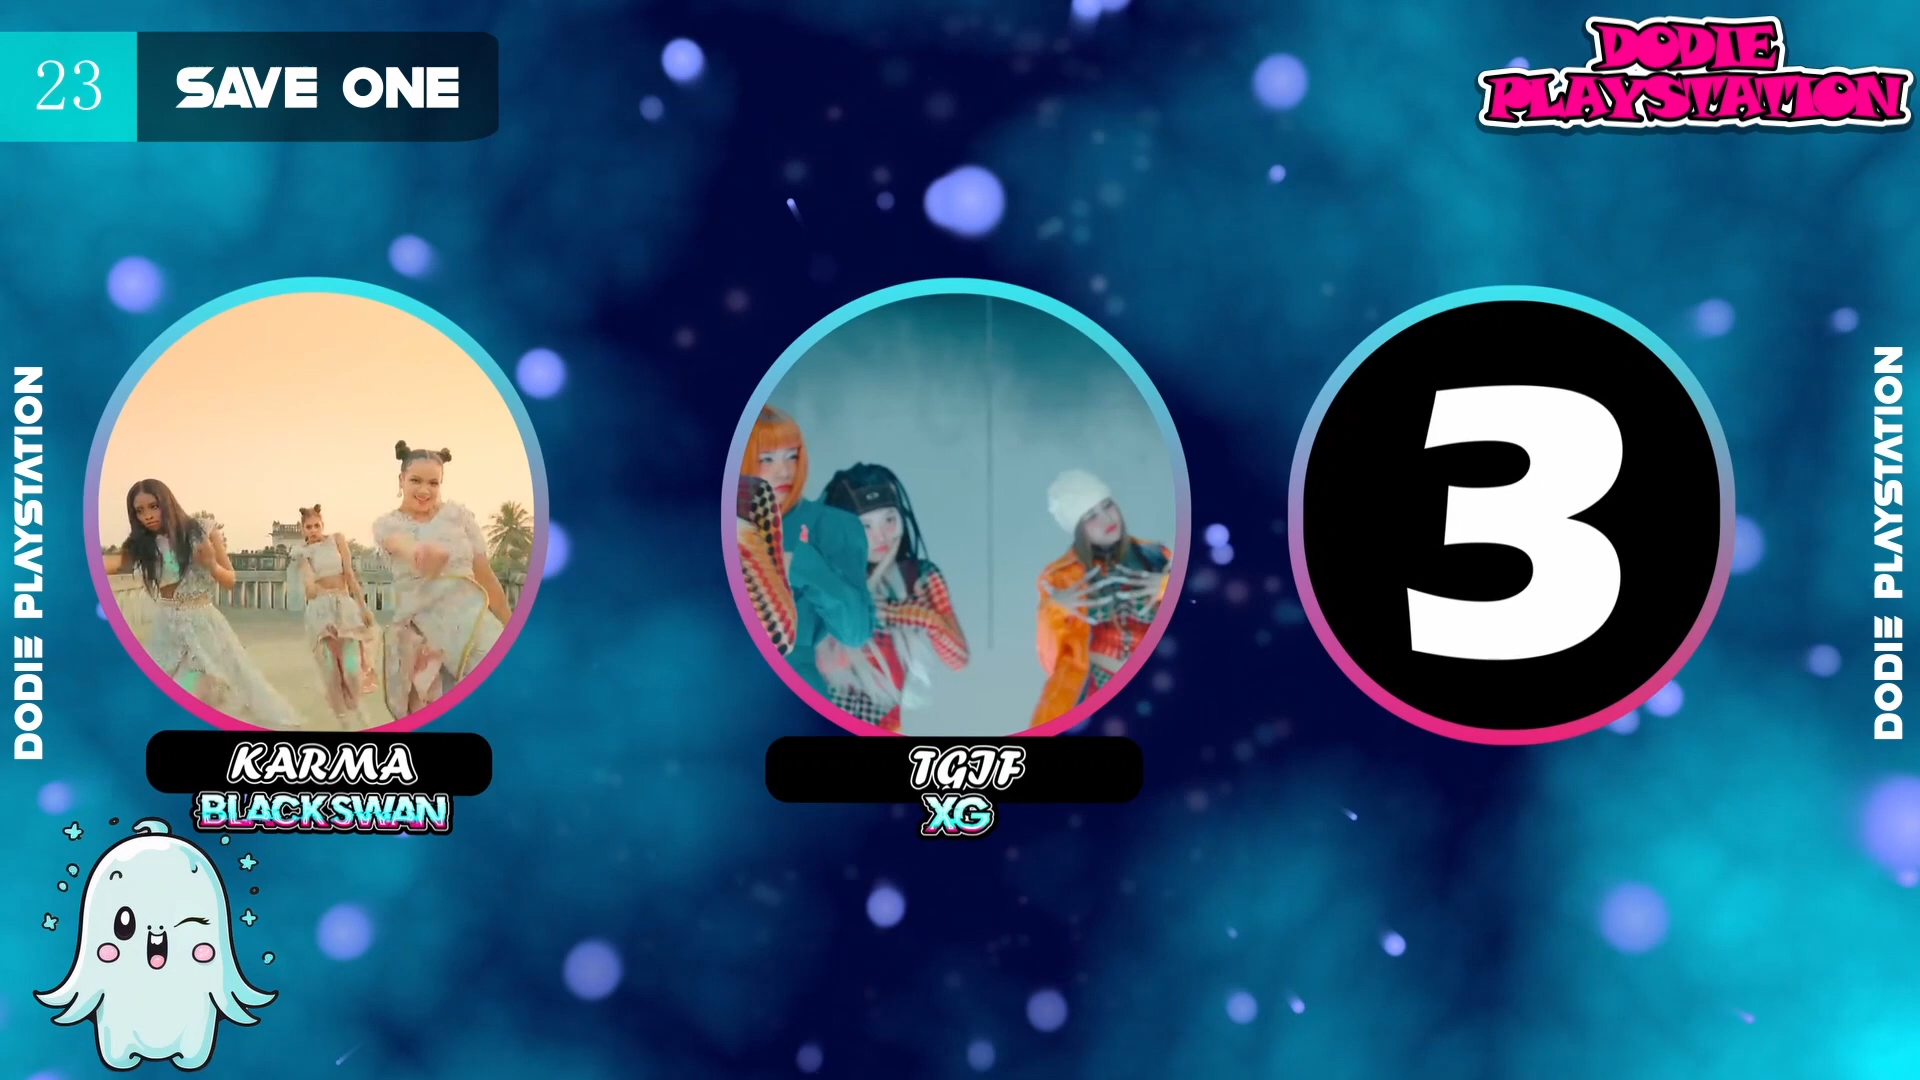 23
SAVE ONE
DODIE
PLAYSTATION
DODIE PLAYSTATION
3
DODIE PLAYSTATION
KARMA
BLACKSWAN
TGIF
XG